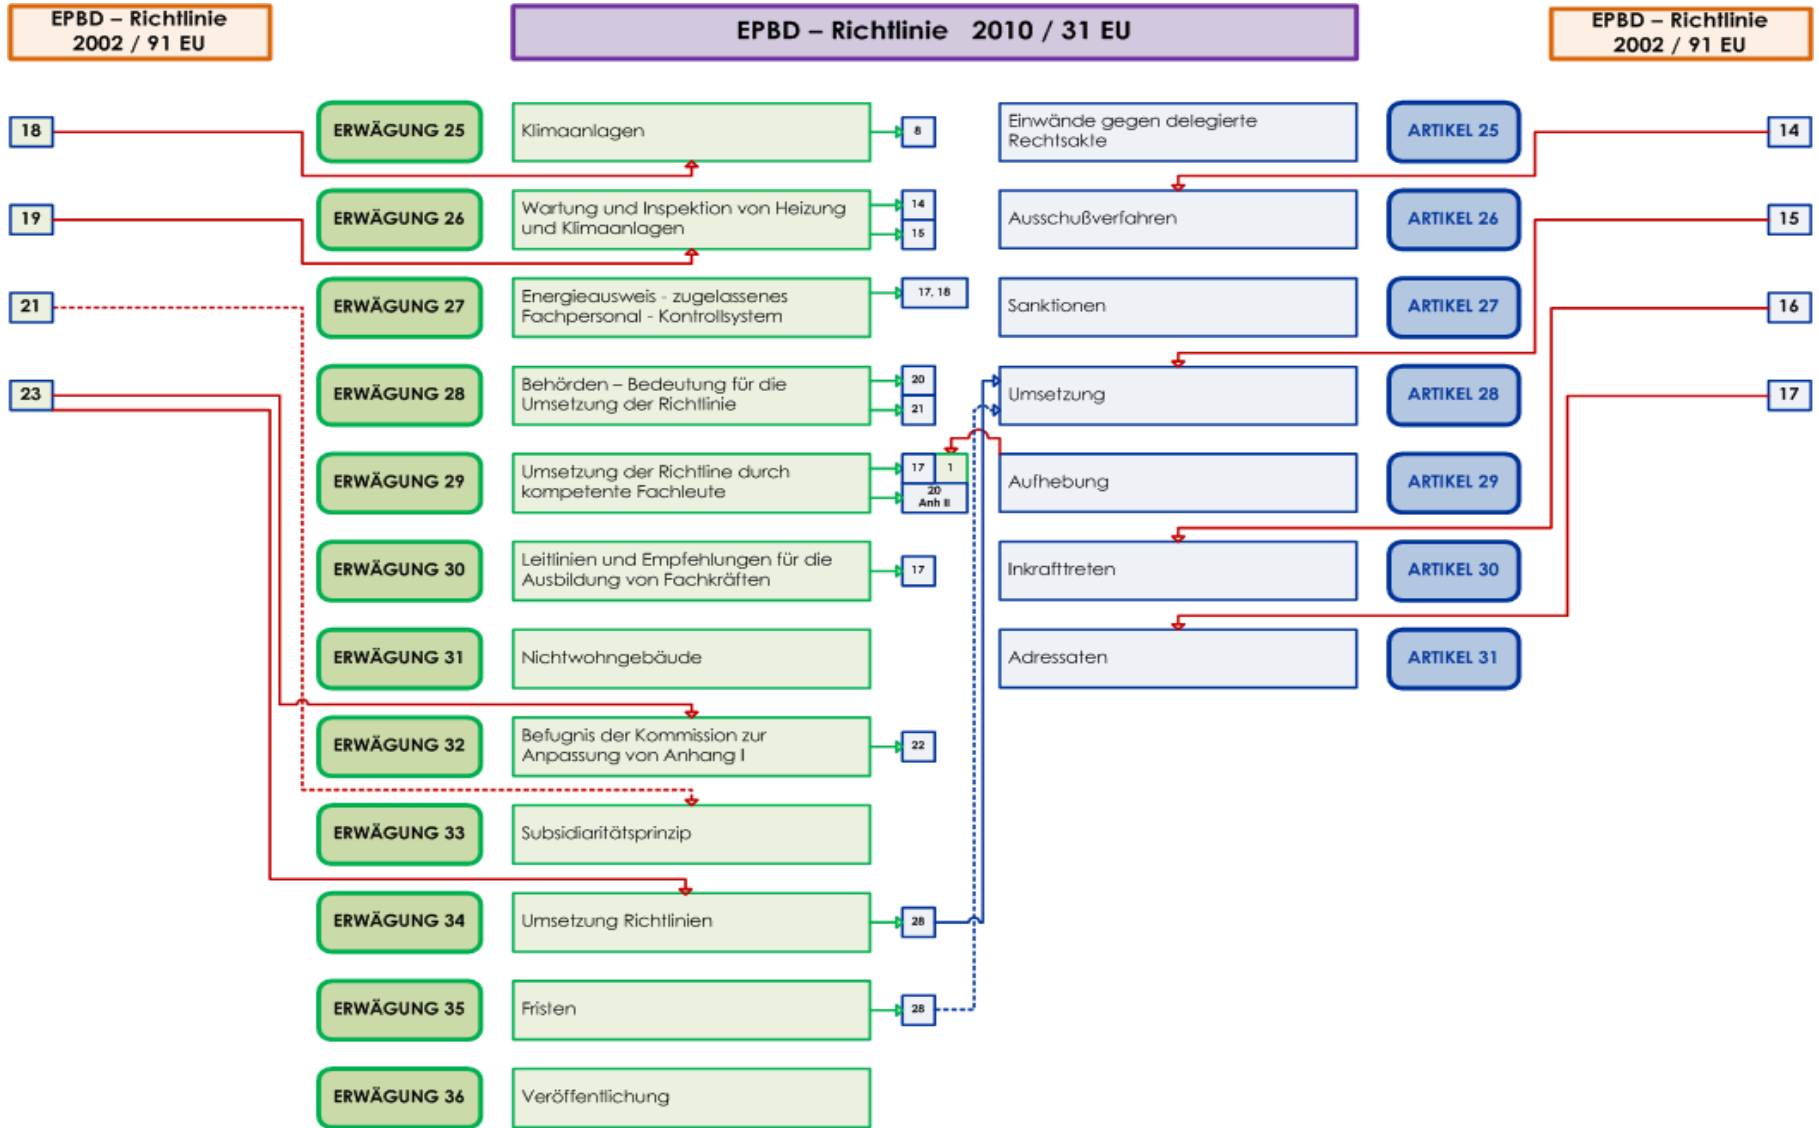 EPBD – Richtlinie
2002 / 91 EU
EPBD – Richtlinie 2010 / 31 EU
EPBD – Richtlinie
2002 / 91 EU
18
ERWÄGUNG 25
Klimaanlagen
8
Einwände gegen delegierte
Rechtsakte
ARTIKEL 25
14
19
ERWÄGUNG 26
Wartung und Inspektion von Heizung
und Klimaanlagen
14
15
Ausschußverfahren
ARTIKEL 26
15
21
ERWÄGUNG 27
Energieausweis - zugelassenes
Fachpersonal - Kontrollsystem
17, 18
Sanktionen
ARTIKEL 27
16
23
ERWÄGUNG 28
Behörden – Bedeutung für die
Umsetzung der Richtlinie
20
21
Umsetzung
ARTIKEL 28
17
ERWÄGUNG 29
Umsetzung der Richtline durch
kompetente Fachleute
17
1
20
Anh II
Aufhebung
ARTIKEL 29
ERWÄGUNG 30
Leitlinien und Empfehlungen für die
Ausbildung von Fachkräften
17
Inkrafttreten
ARTIKEL 30
ERWÄGUNG 31
Nichtwohngebäude
Adressaten
ARTIKEL 31
ERWÄGUNG 32
Befugnis der Kommission zur
Anpassung von Anhang I
22
ERWÄGUNG 33
Subsidiaritätsprinzip
ERWÄGUNG 34
Umsetzung Richtlinien
28
ERWÄGUNG 35
Fristen
28
ERWÄGUNG 36
Veröffentlichung